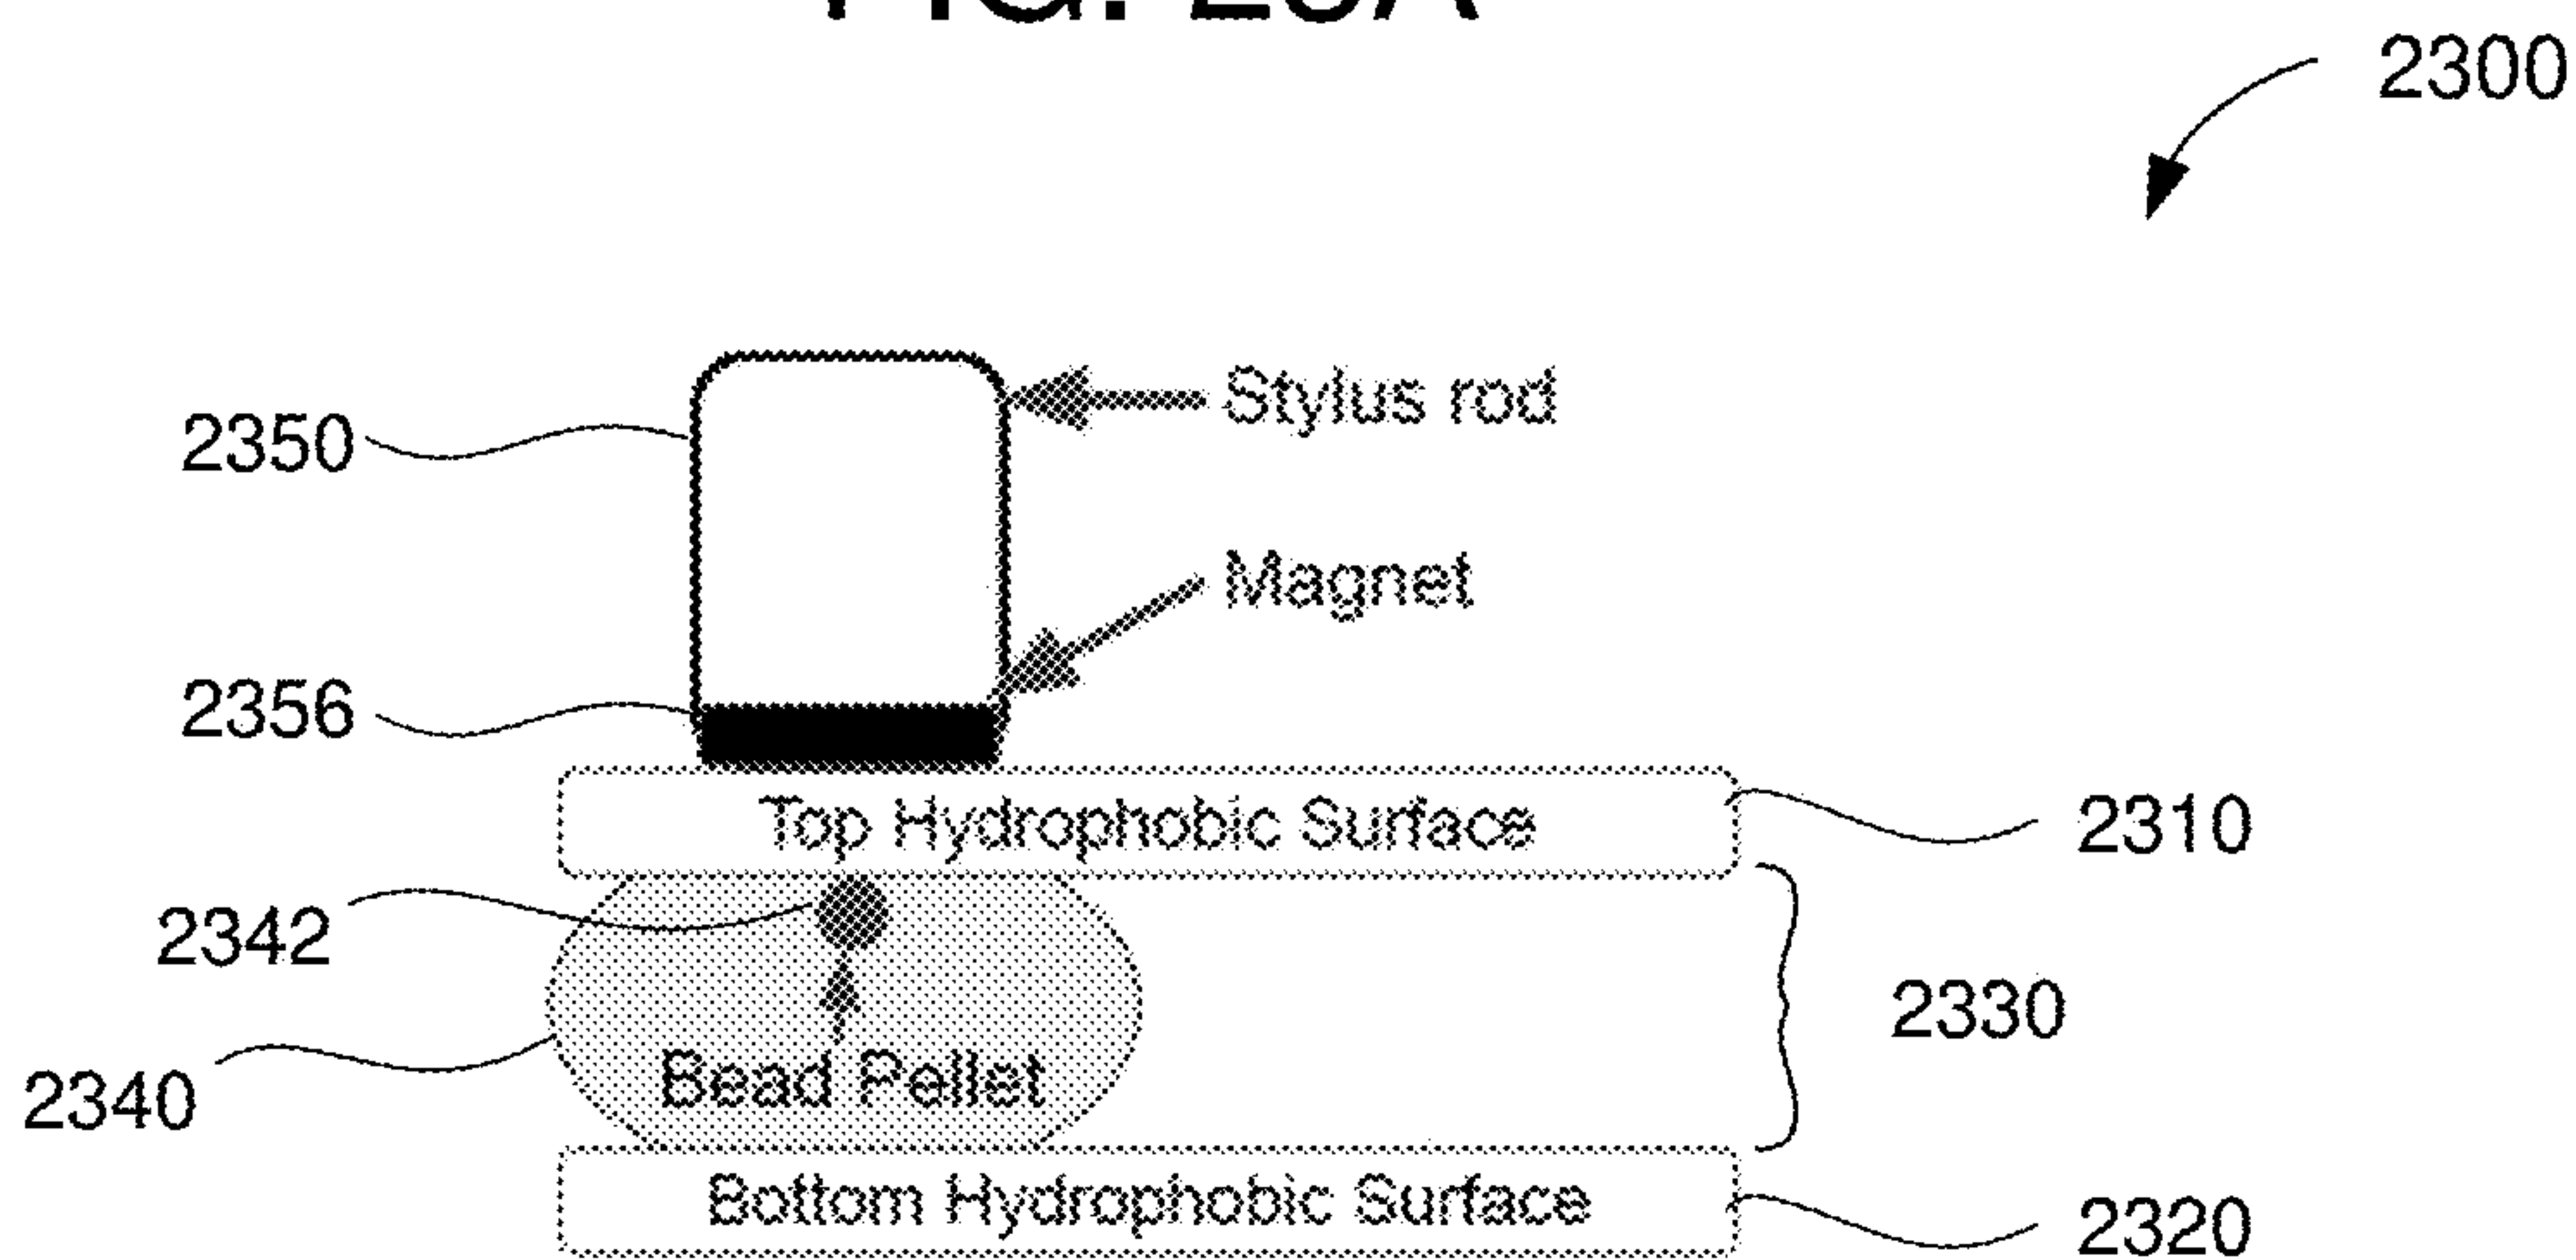 2300
Stylus rod
2350
Magnet
2356
Top Hydrophobic Surface
2310
2342
2330
Bead Pellet
2340
Bottom Hydrophobic Surface
2320